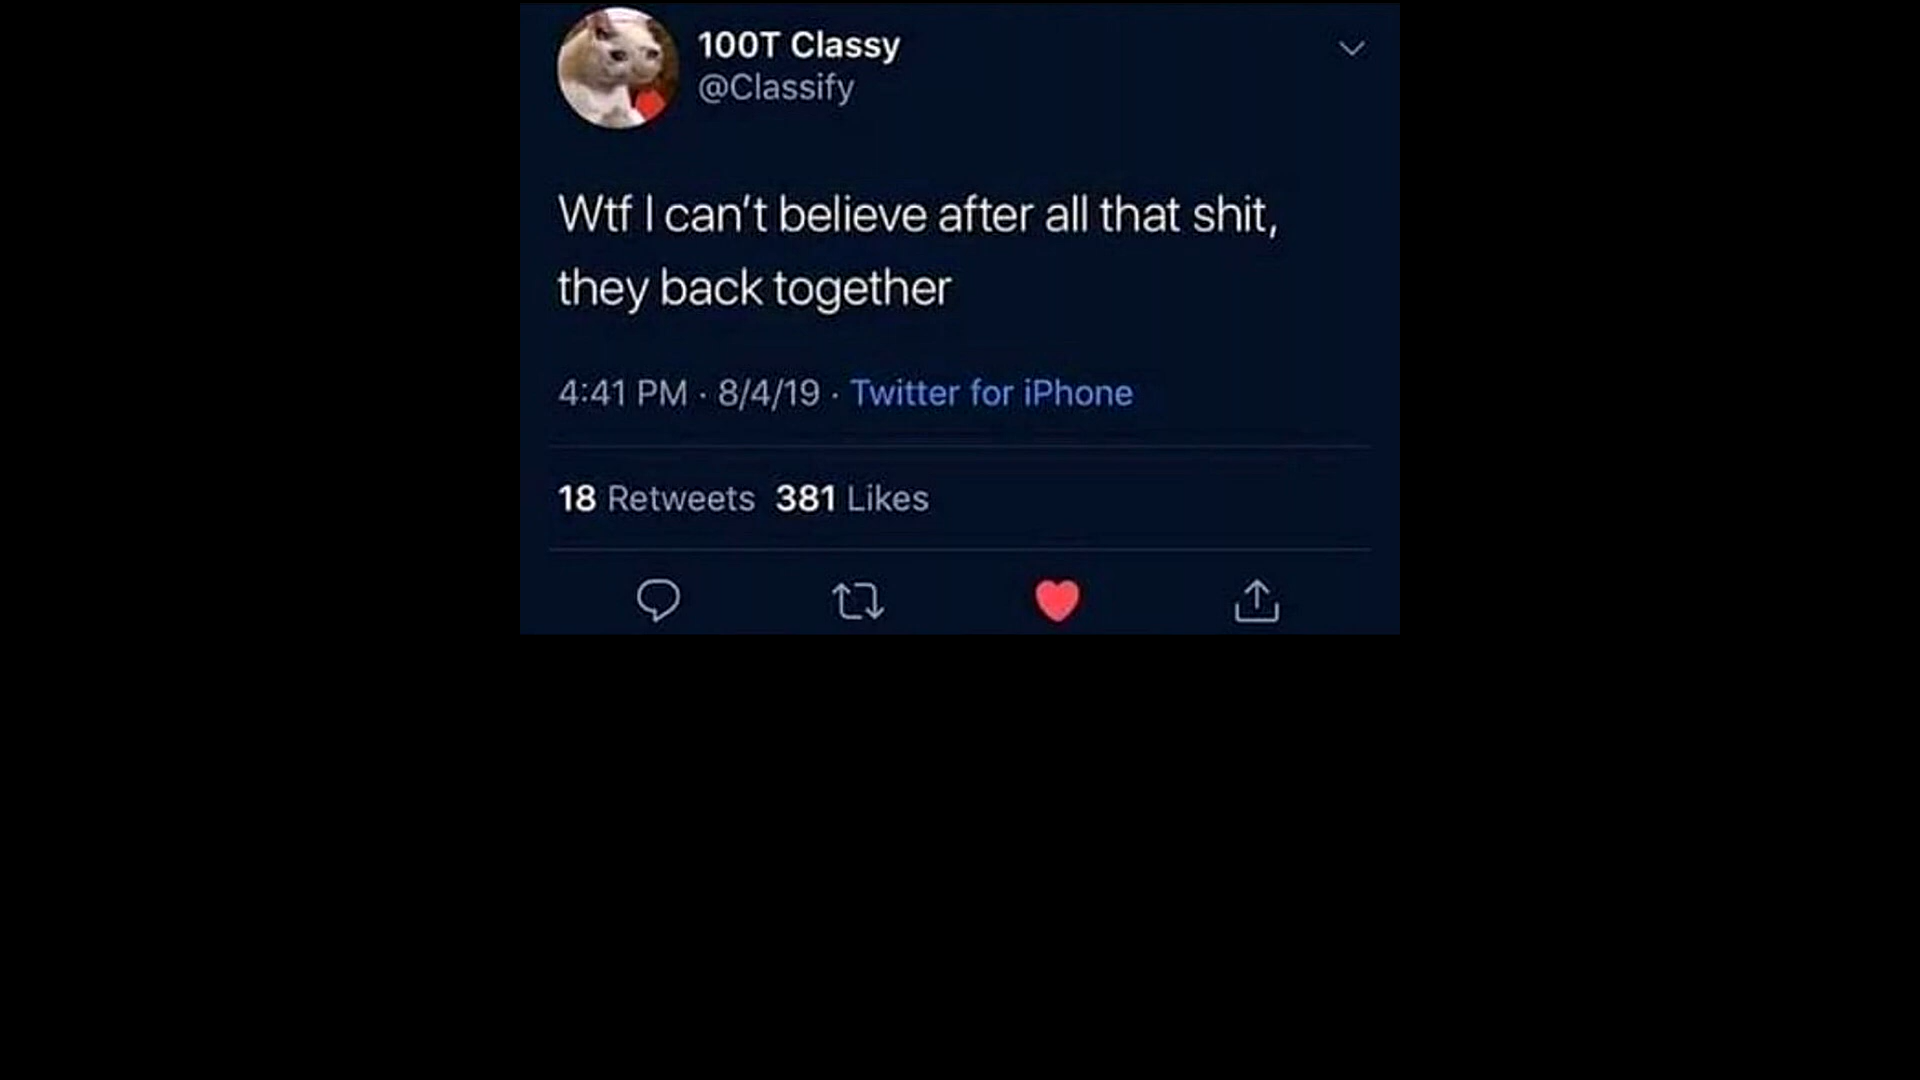 100T Classy
@Classify
Wtf I can't believe after all that shit,
they back together
4:41 PM · 8/4/19 · Twitter for iPhone
18 Retweets 381 Likes